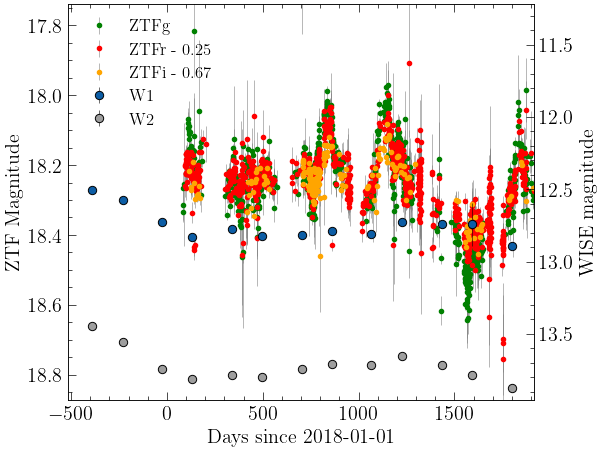 17.8
18.0
18.2
18.4
18.6
18.8
ZTF Magnitude
ZTFg
ZTFr - 0.25
ZTFi - 0.67
W1
W2
11.5
12.0
12.5
13.0
13.5
WISE magnitude
−500
0
500
1000
1500
Days since 2018-01-01